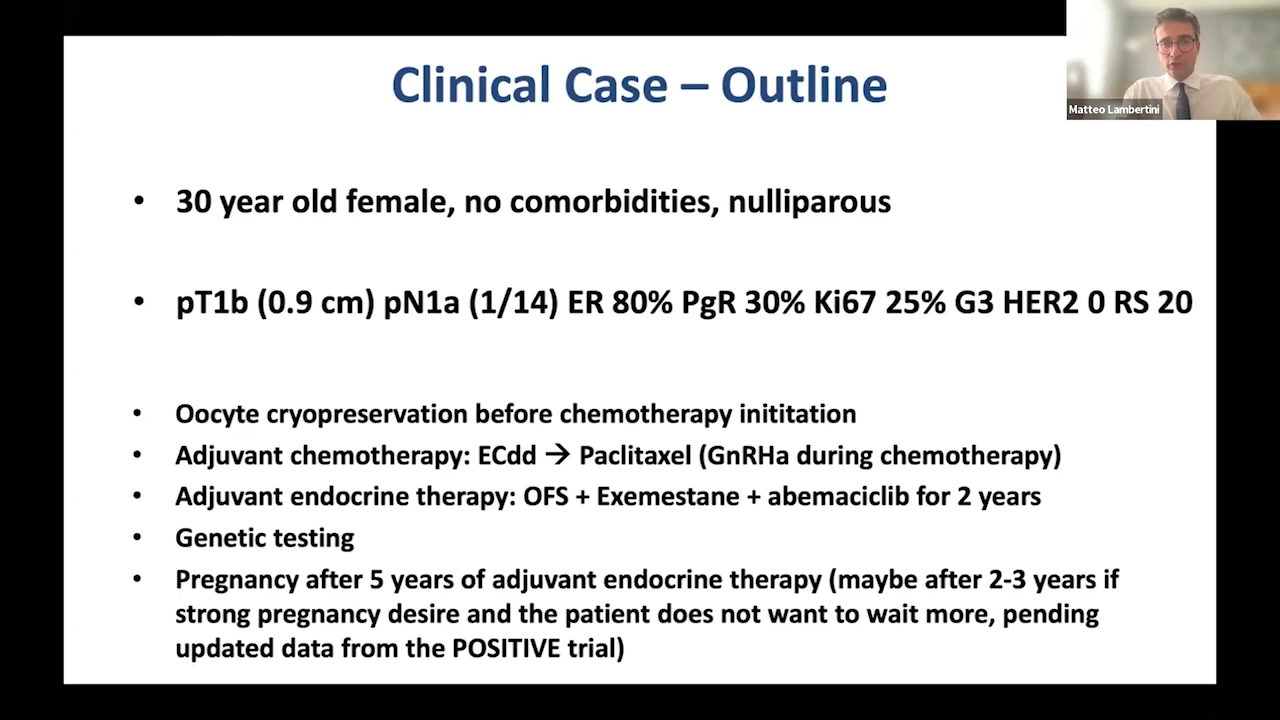 Clinical Case – Outline
Matteo Lambertini
• 30 year old female, no comorbidities, nulliparous
• pT1b (0.9 cm) pN1a (1/14) ER 80% PgR 30% Ki67 25% G3 HER2 0 RS 20
• Oocyte cryopreservation before chemotherapy inititation
• Adjuvant chemotherapy: ECdd → Paclitaxel (GnRHa during chemotherapy)
• Adjuvant endocrine therapy: OFS + Exemestane + abemaciclib for 2 years
• Genetic testing
• Pregnancy after 5 years of adjuvant endocrine therapy (maybe after 2-3 years if
strong pregnancy desire and the patient does not want to wait more, pending
updated data from the POSITIVE trial)